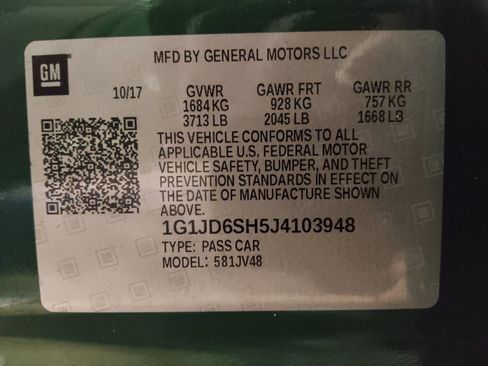 GM
MFD BY GENERAL MOTORS LLC
10/17 GVWR GAWR FRT GAWR RR
1684 KG 928 KG 757 KG
3713 LB 2045 LB 1668 LB
THIS VEHICLE CONFORMS TO ALL
APPLICABLE U.S. FEDERAL MOTOR
VEHICLE SAFETY, BUMPER, AND THEFT
PREVENTION STANDARDS IN EFFECT ON
THE DATE OF MANUFACTURE SHOWN
ABOVE.
1G1JD6SH5J4103948
TYPE: PASS CAR
MODEL: 581JV48